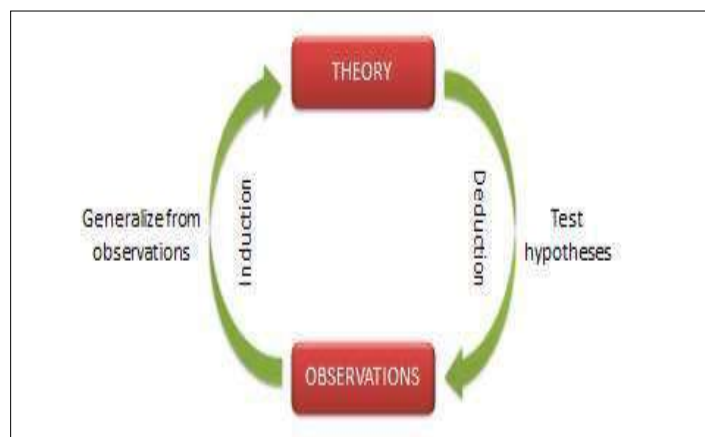 THEORY
Induction
Deduction
Generalize from
observations
Test
hypotheses
OBSERVATIONS